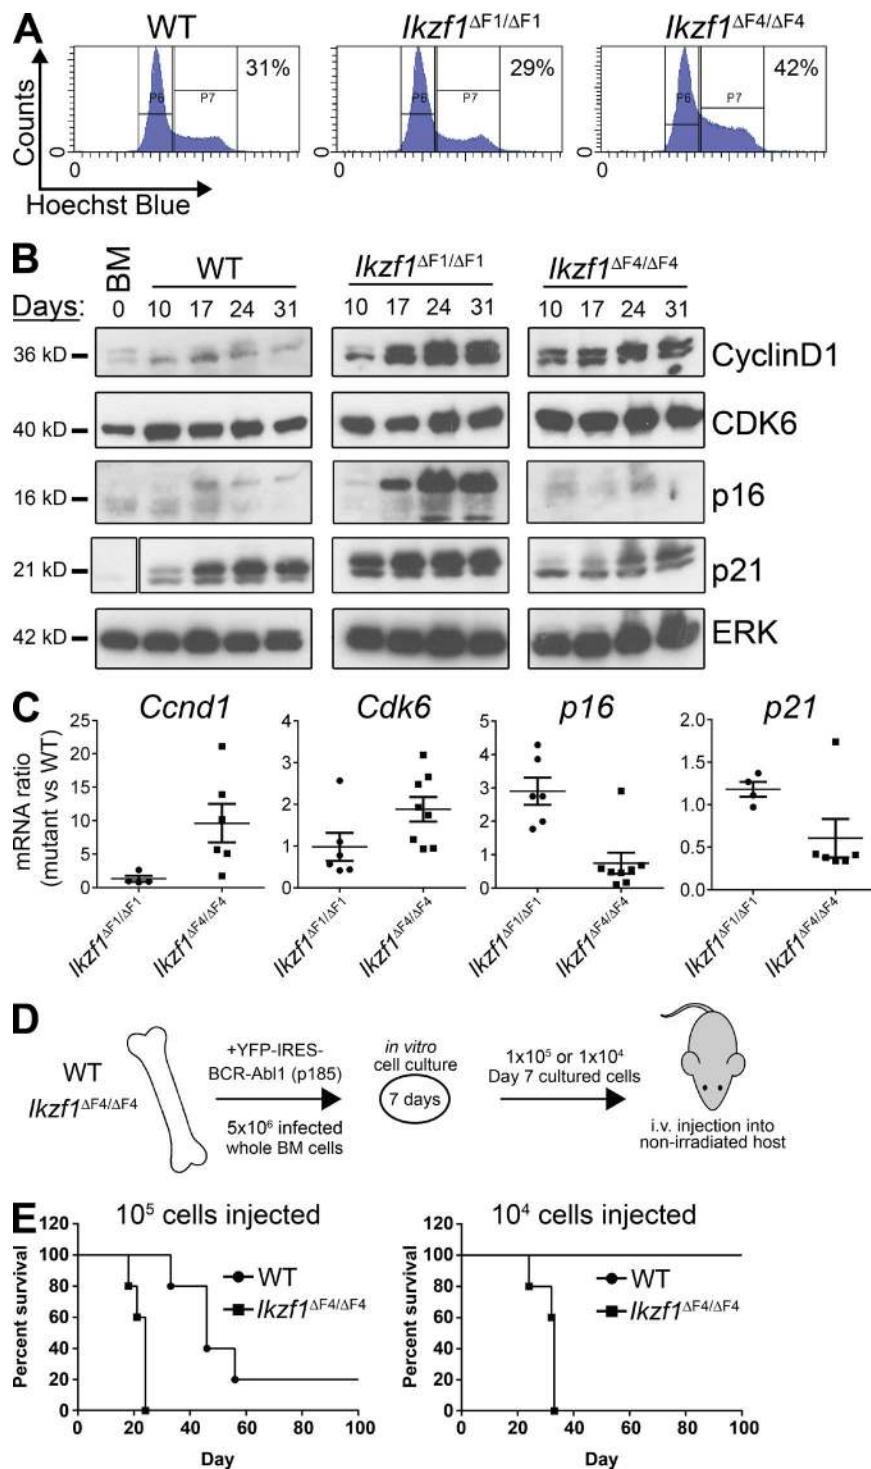 A
WT
Ikzf1ΔF1/ΔF1
Ikzf1ΔF4/ΔF4
Counts
0
P6
P7
31%
0
0
P6
P7
29%
0
0
P6
P7
42%
0
Hoechst Blue
B
BM
WT
Ikzf1ΔF1/ΔF1
Ikzf1ΔF4/ΔF4
Days: 0 10 17 24 31 10 17 24 31 10 17 24 31
36 kD CyclinD1
40 kD CDK6
16 kD p16
21 kD p21
42 kD ERK
C
Ccnd1
Cdk6
p16
p21
mRNA ratio
(mutant vs WT)
25
20
15
10
5
0
4
3
2
1
0
5
4
3
2
1
0
2.0
1.5
1.0
0.5
0.0
Ikzf1ΔF1/ΔF1
Ikzf1ΔF4/ΔF4
Ikzf1ΔF1/ΔF1
Ikzf1ΔF4/ΔF4
Ikzf1ΔF1/ΔF1
Ikzf1ΔF4/ΔF4
Ikzf1ΔF1/ΔF1
Ikzf1ΔF4/ΔF4
D
WT
Ikzf1ΔF4/ΔF4
+YFP-IRES-
BCR-Abl1 (p185)
5x10⁶ infected
whole BM cells
in vitro
cell culture
7 days
1x10⁵ or 1x10⁴
Day 7 cultured cells
i.v. injection into
non-irradiated host
E
10⁵ cells injected
Percent survival
120
100
80
60
40
20
0
WT
Ikzf1ΔF4/ΔF4
0 20 40 60 80 100
Day
10⁴ cells injected
Percent survival
120
100
80
60
40
20
0
WT
Ikzf1ΔF4/ΔF4
0 20 40 60 80 100
Day